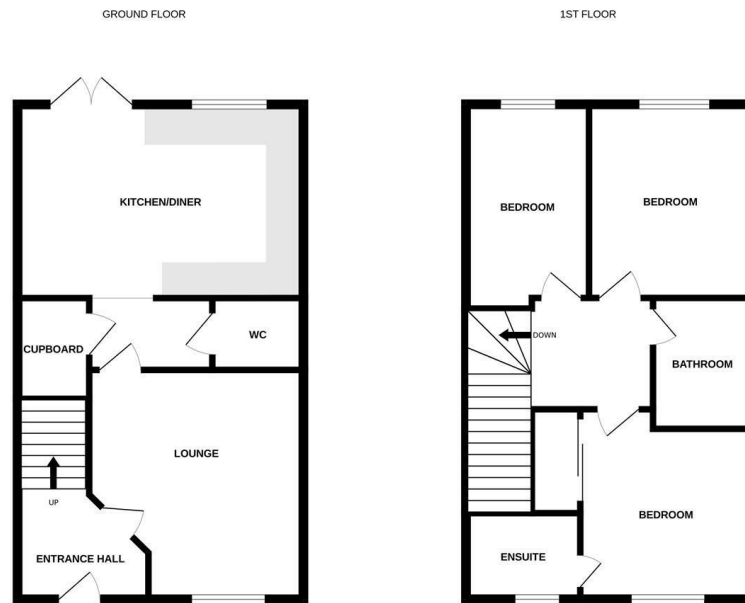 GROUND FLOOR
KITCHEN/DINER
CUPBOARD
WC
LOUNGE
UP
ENTRANCE HALL
1ST FLOOR
BEDROOM
BEDROOM
DOWN
BATHROOM
BEDROOM
ENSUITE